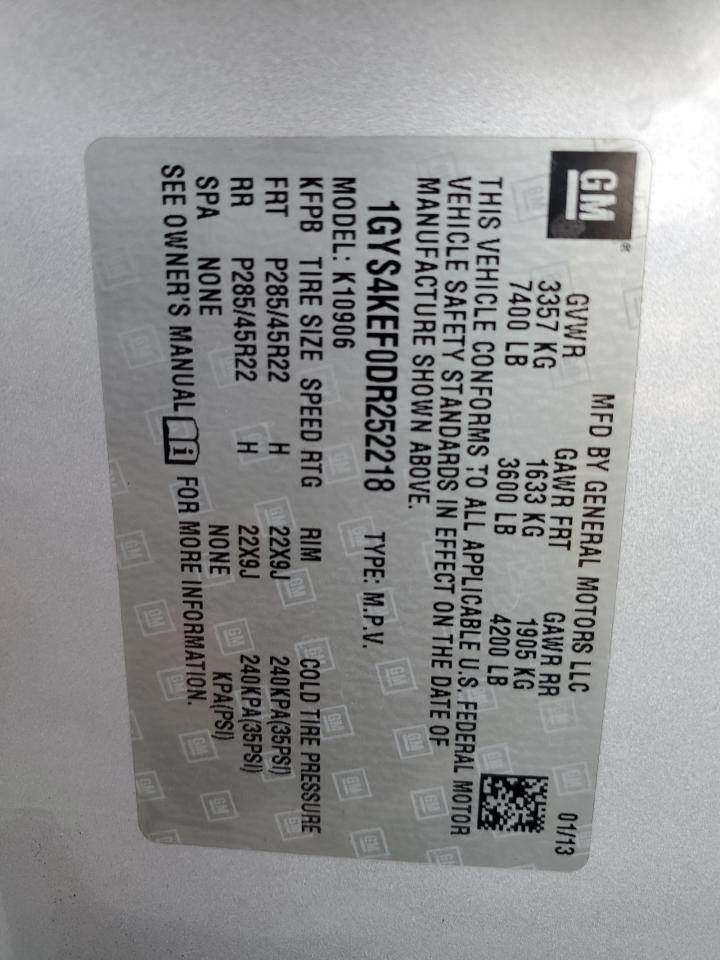 GM ®
MFD BY GENERAL MOTORS LLC 01/13
GVWR GAWR FRT GAWR RR
3357 KG 1633 KG 1905 KG
7400 LB 3600 LB 4200 LB
THIS VEHICLE CONFORMS TO ALL APPLICABLE U.S. FEDERAL MOTOR
VEHICLE SAFETY STANDARDS IN EFFECT ON THE DATE OF
MANUFACTURE SHOWN ABOVE.
1GYS4KEF0DR252218 TYPE: M.P.V.
MODEL: K10906
KFPB TIRE SIZE SPEED RTG RIM COLD TIRE PRESSURE
FRT P285/45R22 H 22X9J 240KPA(35PSI)
RR P285/45R22 H 22X9J 240KPA(35PSI)
SPA NONE NONE KPA(PSI)
SEE OWNER'S MANUAL i FOR MORE INFORMATION.